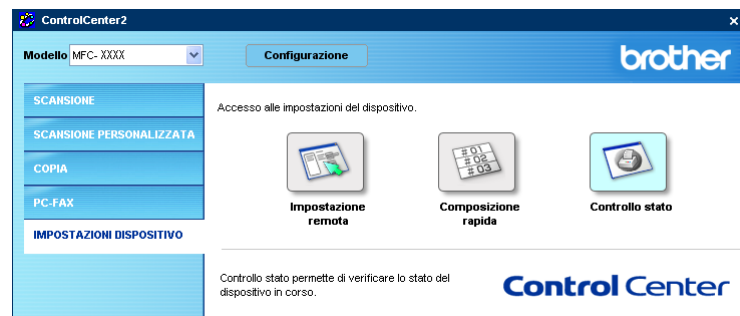 ControlCenter2
Modello MFC- XXXX
Configurazione
brother
SCANSIONE
SCANSIONE PERSONALIZZATA
COPIA
PC-FAX
IMPOSTAZIONI DISPOSITIVO
Accesso alle impostazioni del dispositivo.
# 01
# 02
# 03
Impostazione
remota
Composizione
rapida
Controllo stato
Controllo stato permette di verificare lo stato del
dispositivo in corso.
Control Center